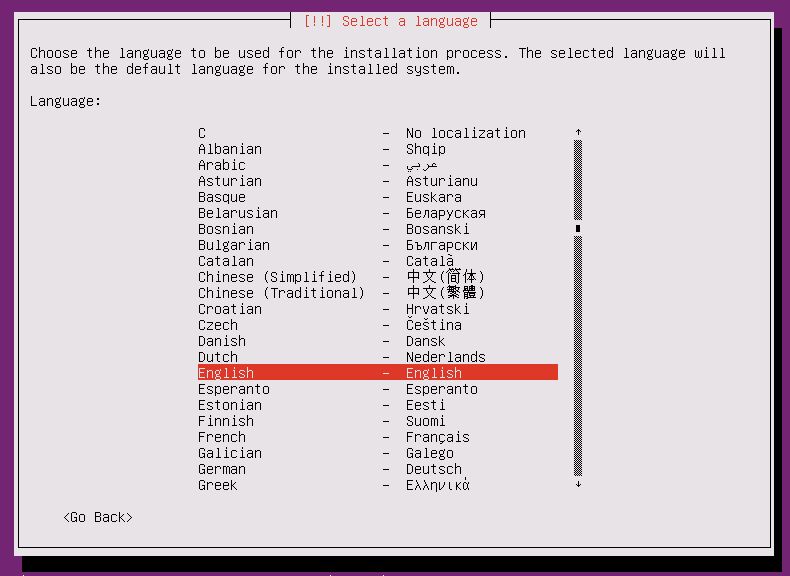 [!!] Select a language
Choose the language to be used for the installation process. The selected language will
also be the default language for the installed system.
Language:
C - No localization
Albanian - Shqip
Arabic - عربي
Asturian - Asturianu
Basque - Euskara
Belarusian - Беларуская
Bosnian - Bosanski
Bulgarian - Български
Catalan - Català
Chinese (Simplified) - 中文(简体)
Chinese (Traditional) - 中文(繁體)
Croatian - Hrvatski
Czech - Čeština
Danish - Dansk
Dutch - Nederlands
English - English
Esperanto - Esperanto
Estonian - Eesti
Finnish - Suomi
French - Français
Galician - Galego
German - Deutsch
Greek - Ελληνικά
<Go Back>